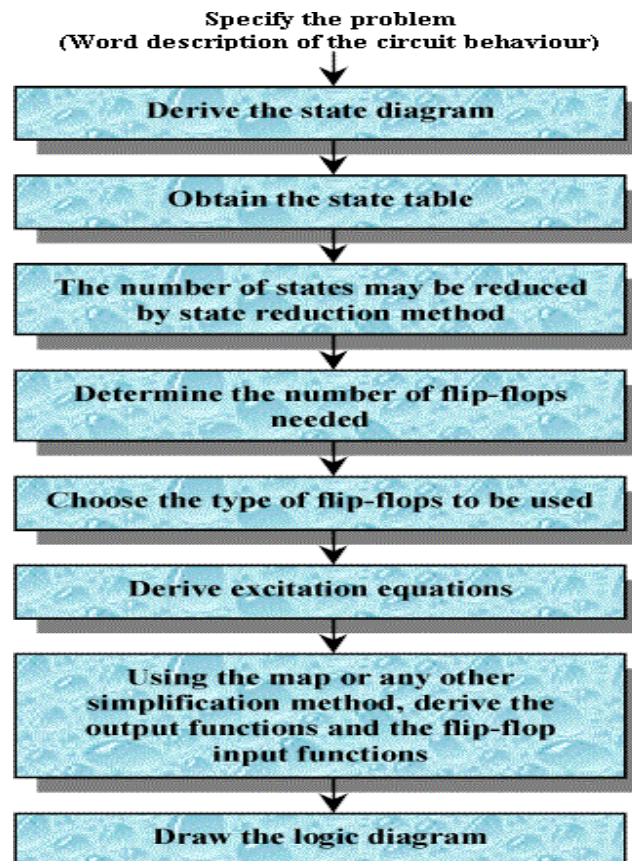 Specify the problem
(Word description of the circuit behaviour)
Derive the state diagram
Obtain the state table
The number of states may be reduced
by state reduction method
Determine the number of flip-flops
needed
Choose the type of flip-flops to be used
Derive excitation equations
Using the map or any other
simplification method, derive the
output functions and the flip-flop
input functions
Draw the logic diagram